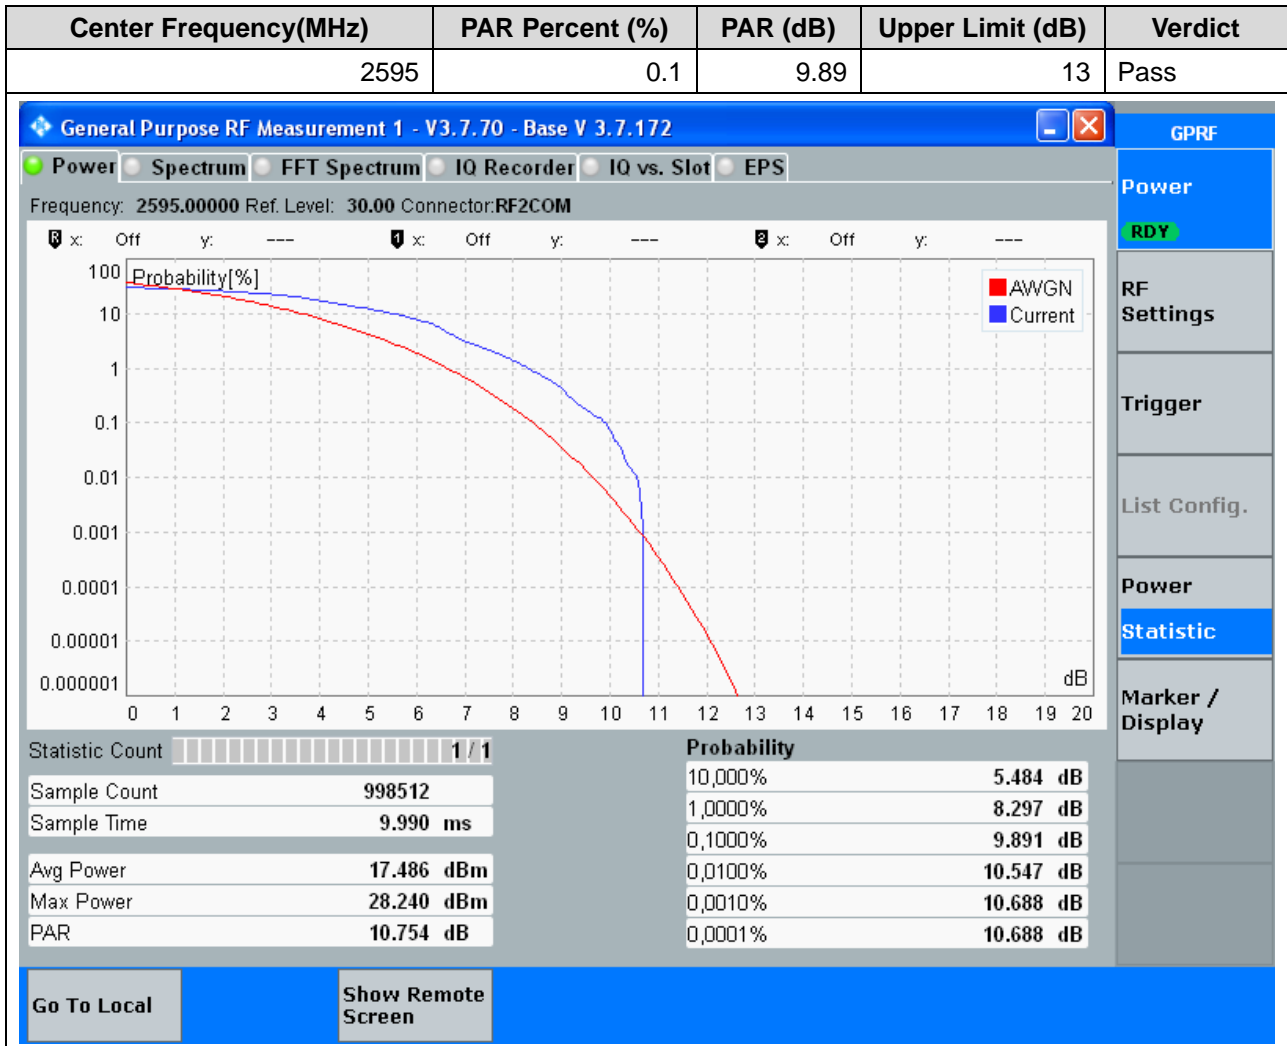 Center Frequency(MHz) PAR Percent (%) PAR (dB) Upper Limit (dB) Verdict
2595 0.1 9.89 13 Pass
General Purpose RF Measurement 1 - V3.7.70 - Base V 3.7.172
GPRF
Power Spectrum FFT Spectrum IQ Recorder IQ vs. Slot EPS
Frequency: 2595.00000 Ref. Level: 30.00 Connector:RF2COM
R x: Off y: --- 1 x: Off y: --- 2 x: Off y: ---
Probability[%]
AWGN
Current
100
10
1
0.1
0.01
0.001
0.0001
0.00001
0.000001
dB
0 1 2 3 4 5 6 7 8 9 10 11 12 13 14 15 16 17 18 19 20
Statistic Count 1 / 1
Sample Count 998512
Sample Time 9.990 ms
Avg Power 17.486 dBm
Max Power 28.240 dBm
PAR 10.754 dB
Probability
10,000% 5.484 dB
1,0000% 8.297 dB
0,1000% 9.891 dB
0,0100% 10.547 dB
0,0010% 10.688 dB
0,0001% 10.688 dB
Power
RDY
RF
Settings
Trigger
List Config.
Power
Statistic
Marker /
Display
Go To Local
Show Remote
Screen